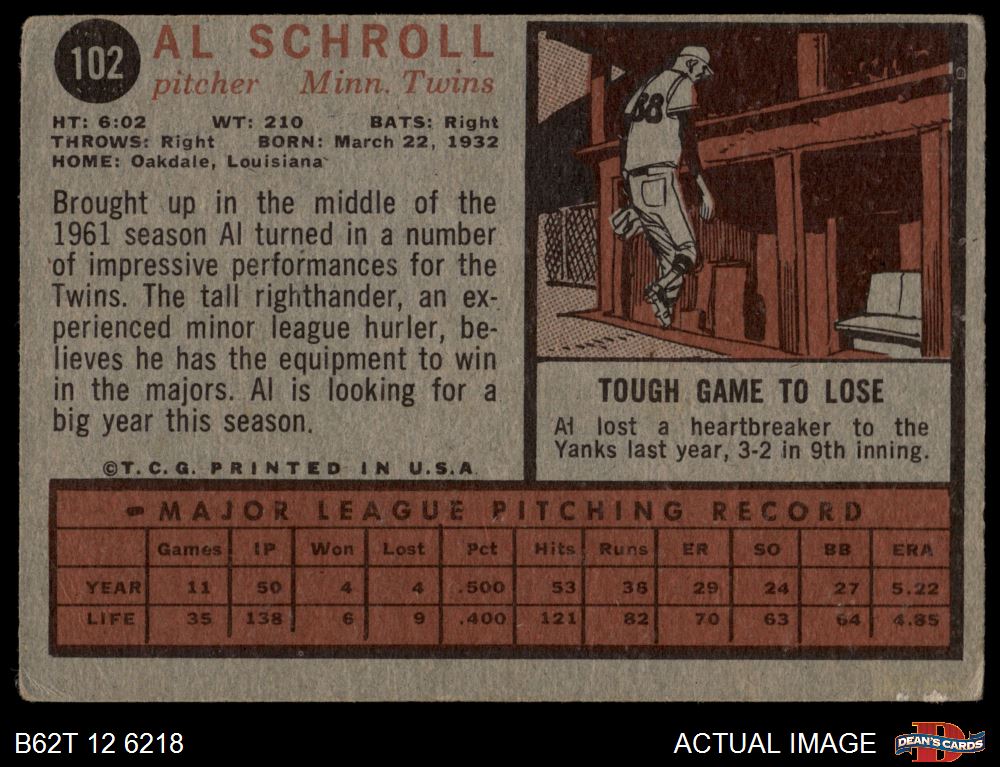 102
AL SCHROLL
pitcher Minn. Twins
HT: 6:02 WT: 210 BATS: Right
THROWS: Right BORN: March 22, 1932
HOME: Oakdale, Louisiana
Brought up in the middle of the
1961 season Al turned in a number
of impressive performances for the
Twins. The tall righthander, an ex-
perienced minor league hurler, be-
lieves he has the equipment to win
in the majors. Al is looking for a
big year this season.
©T.C.G. PRINTED IN U.S.A.
88
TOUGH GAME TO LOSE
Al lost a heartbreaker to the
Yanks last year, 3-2 in 9th inning.
MAJOR LEAGUE PITCHING RECORD
Games IP Won Lost Pct Hits Runs ER SO BB ERA
YEAR 11 50 4 4 .500 53 36 29 24 27 5.22
LIFE 35 138 6 9 .400 121 82 70 63 64 4.85
B62T 12 6218
ACTUAL IMAGE
DEAN'S CARDS